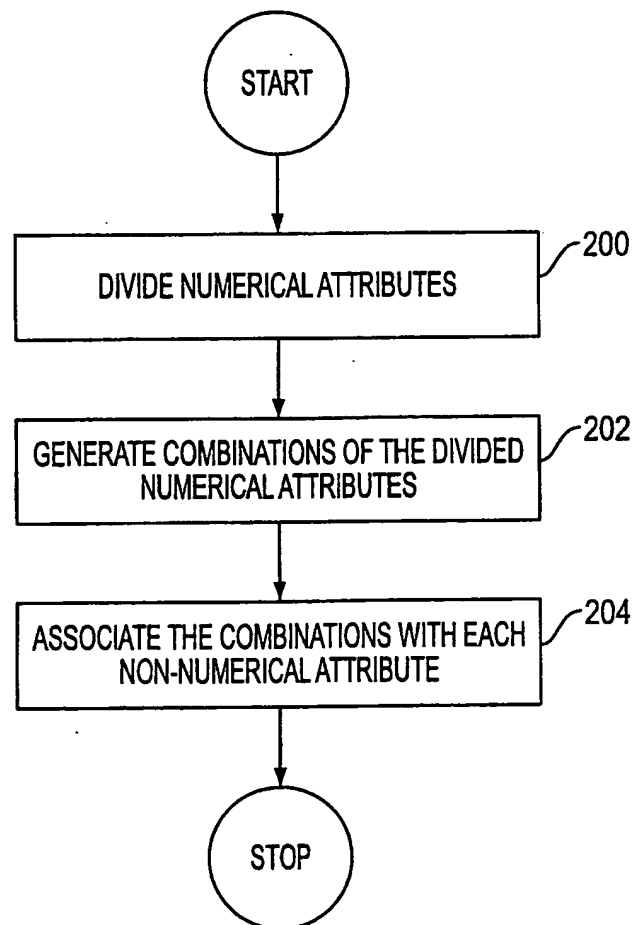 START
200
DIVIDE NUMERICAL ATTRIBUTES
202
GENERATE COMBINATIONS OF THE DIVIDED
NUMERICAL ATTRIBUTES
204
ASSOCIATE THE COMBINATIONS WITH EACH
NON-NUMERICAL ATTRIBUTE
STOP